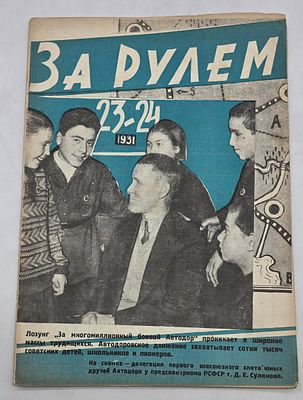 За рулем
23-24
1931
Лозунг „За многомиллионный боевой Автодор" проникает в широкие
массы трудящихся. Автодоровское движение захватывает сотни тысяч
советских детей, школьников и пионеров.
На снимке — делегация первого всесоюзного слета юных
друзей Автодора у предсовнаркома РСФСР т. Д. Е. Сулимова.